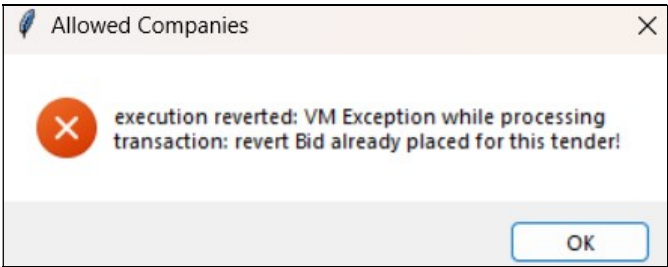 Allowed Companies
execution reverted: VM Exception while processing
transaction: revert Bid already placed for this tender!
OK